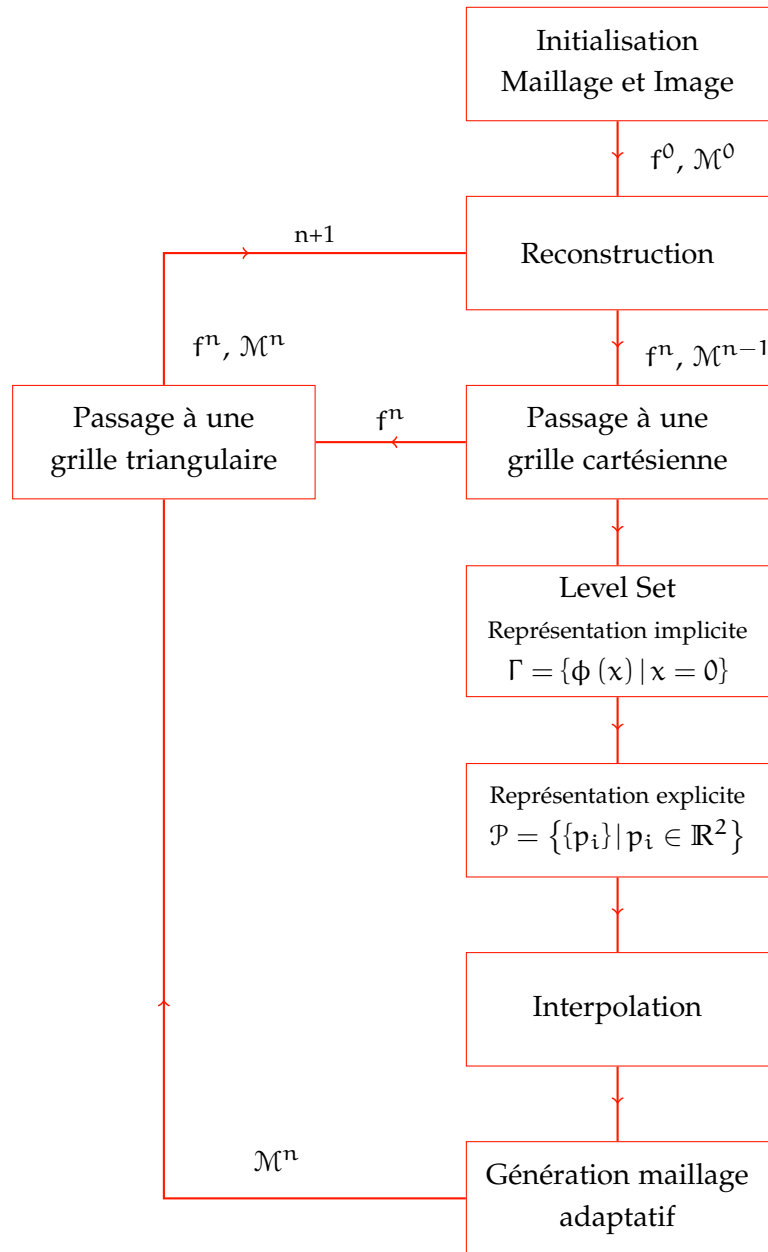 Initialisation
Maillage et Image
f⁰, ℳ⁰
n+1
Reconstruction
fⁿ, ℳⁿ
fⁿ, ℳⁿ⁻¹
Passage à une
grille triangulaire
fⁿ
Passage à une
grille cartésienne
Level Set
Représentation implicite
Γ = {ϕ (x) | x = 0}
Représentation explicite
𝒫 = {{pᵢ} | pᵢ ∈ ℝ²}
Interpolation
ℳⁿ
Génération maillage
adaptatif